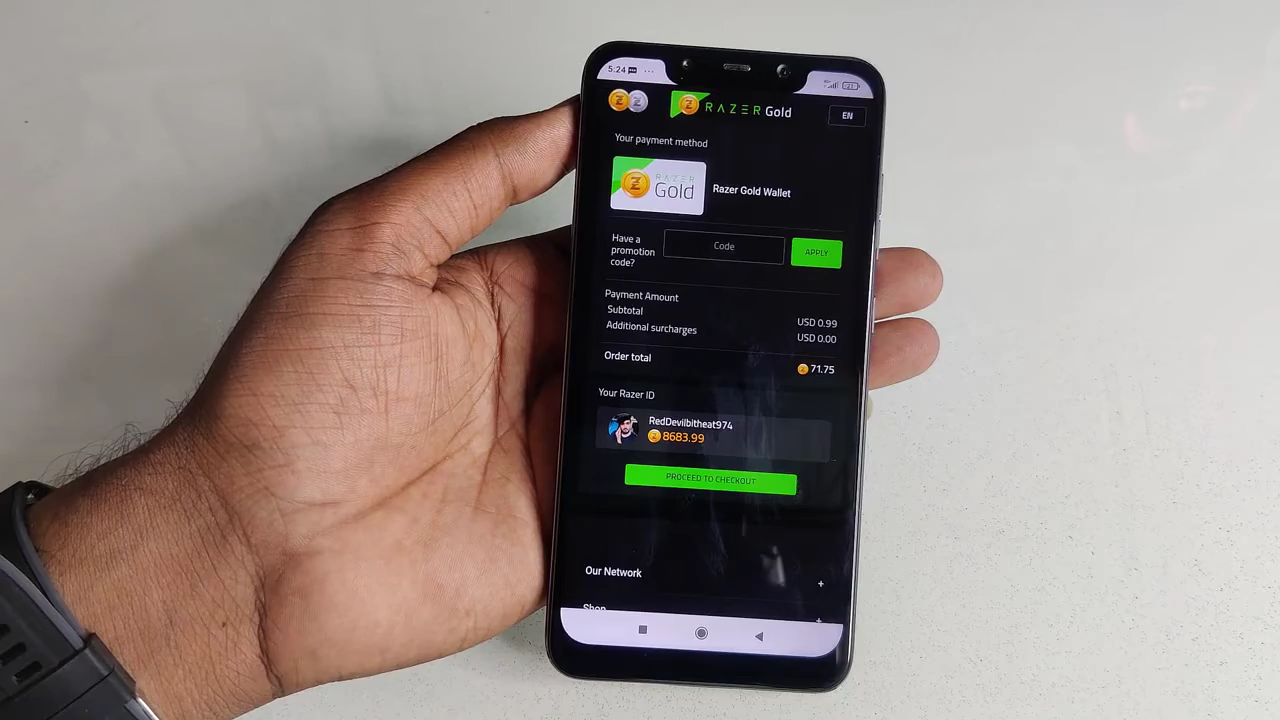 5:24
RAZER Gold
EN
Your payment method
RAZER
Gold
Razer Gold Wallet
Have a
promotion
code?
Code
APPLY
Payment Amount
Subtotal
USD 0.99
Additional surcharges
USD 0.00
Order total
71.75
Your Razer ID
RedDevilbitheat974
8683.99
PROCEED TO CHECKOUT
Our Network
+
Shop
+